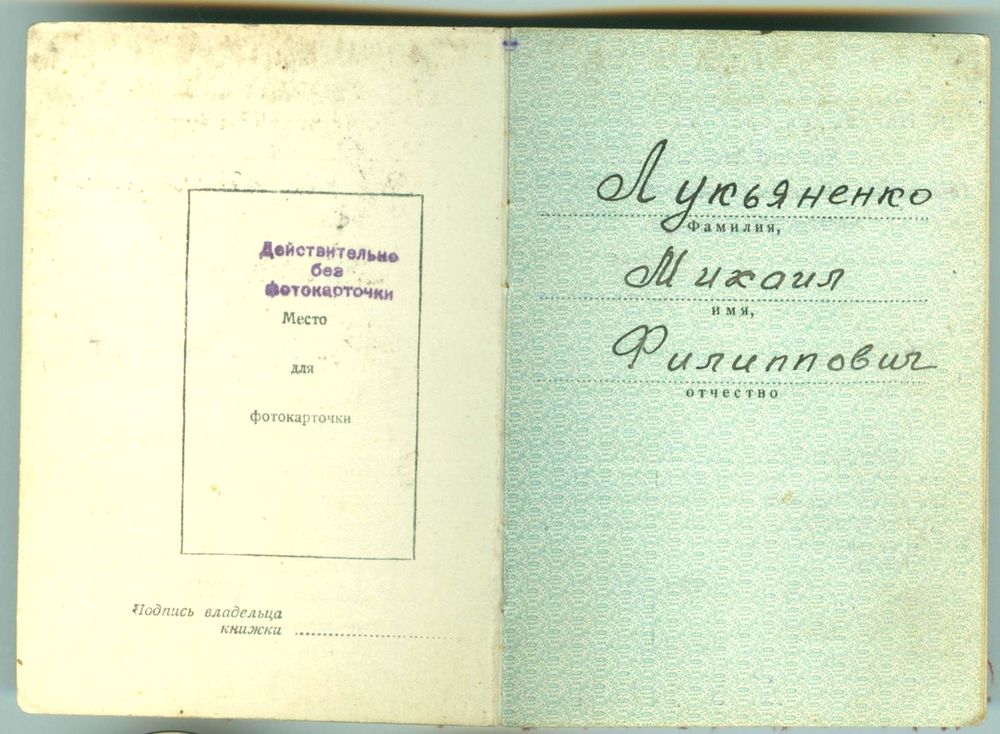 Действительно
без
фотокарточки
Место
для
фотокарточки
Подпись владельца
книжки
Лукьяненко
Фамилия,
Михаил
имя,
Филиппович
отчество